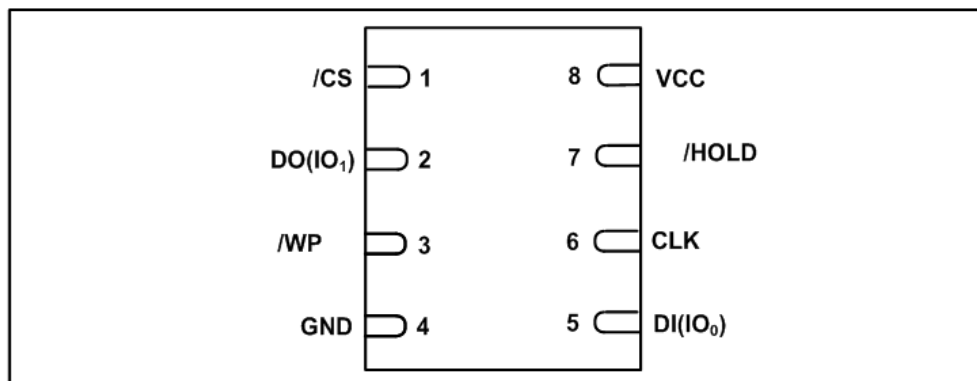 /CS 1 8 VCC
DO(IO₁) 2 7 /HOLD
/WP 3 6 CLK
GND 4 5 DI(IO₀)